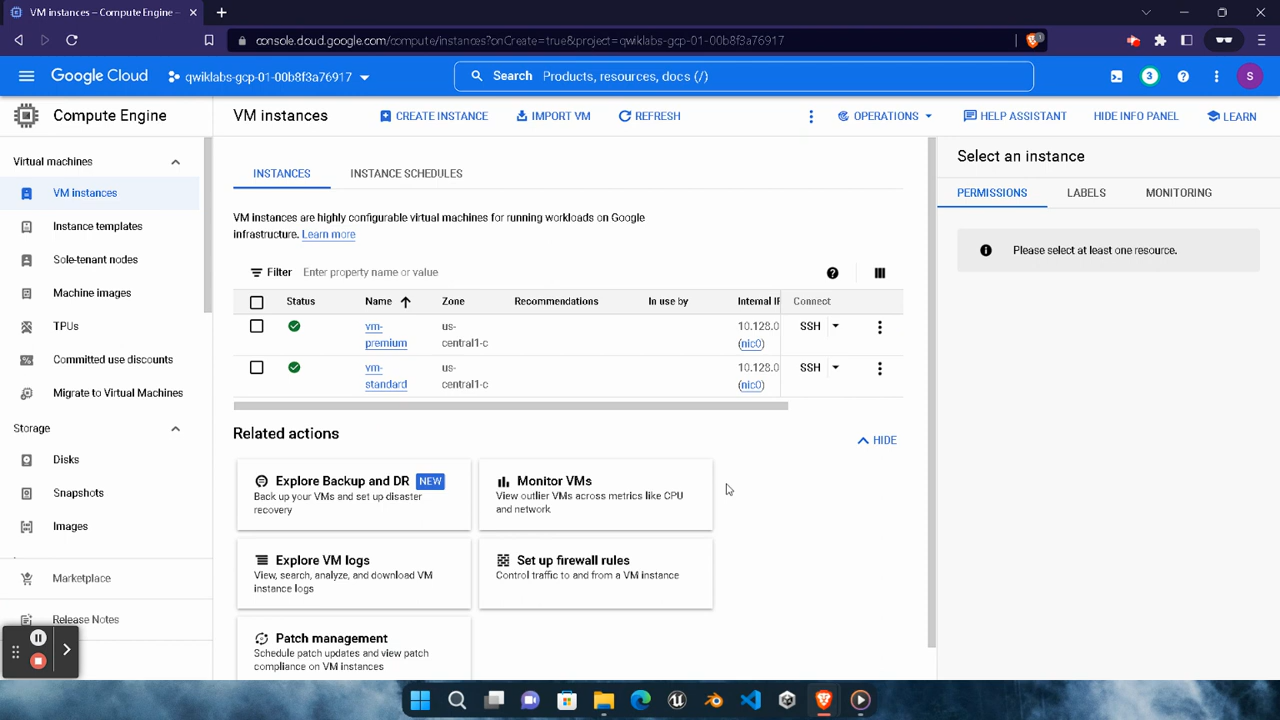 VM instances – Compute Engine –
console.cloud.google.com/compute/instances?onCreate=true&project=qwiklabs-gcp-01-00b8f3a76917
1
Google Cloud
qwiklabs-gcp-01-00b8f3a76917
Search Products, resources, docs (/)
3
S
Compute Engine
VM instances
CREATE INSTANCE
IMPORT VM
REFRESH
OPERATIONS
HELP ASSISTANT
HIDE INFO PANEL
LEARN
Virtual machines
VM instances
Instance templates
Sole-tenant nodes
Machine images
TPUs
Committed use discounts
Migrate to Virtual Machines
Storage
Disks
Snapshots
Images
Marketplace
Release Notes
INSTANCES
INSTANCE SCHEDULES
VM instances are highly configurable virtual machines for running workloads on Google
infrastructure. Learn more
Filter Enter property name or value
Status Name Zone Recommendations In use by Internal IP Connect
vm- us- 10.128.0 SSH
premium central1-c (nic0)
vm- us- 10.128.0 SSH
standard central1-c (nic0)
Related actions
HIDE
Explore Backup and DR NEW
Back up your VMs and set up disaster
recovery
Monitor VMs
View outlier VMs across metrics like CPU
and network
Explore VM logs
View, search, analyze, and download VM
instance logs
Set up firewall rules
Control traffic to and from a VM instance
Patch management
Schedule patch updates and view patch
compliance on VM instances
Select an instance
PERMISSIONS
LABELS
MONITORING
Please select at least one resource.